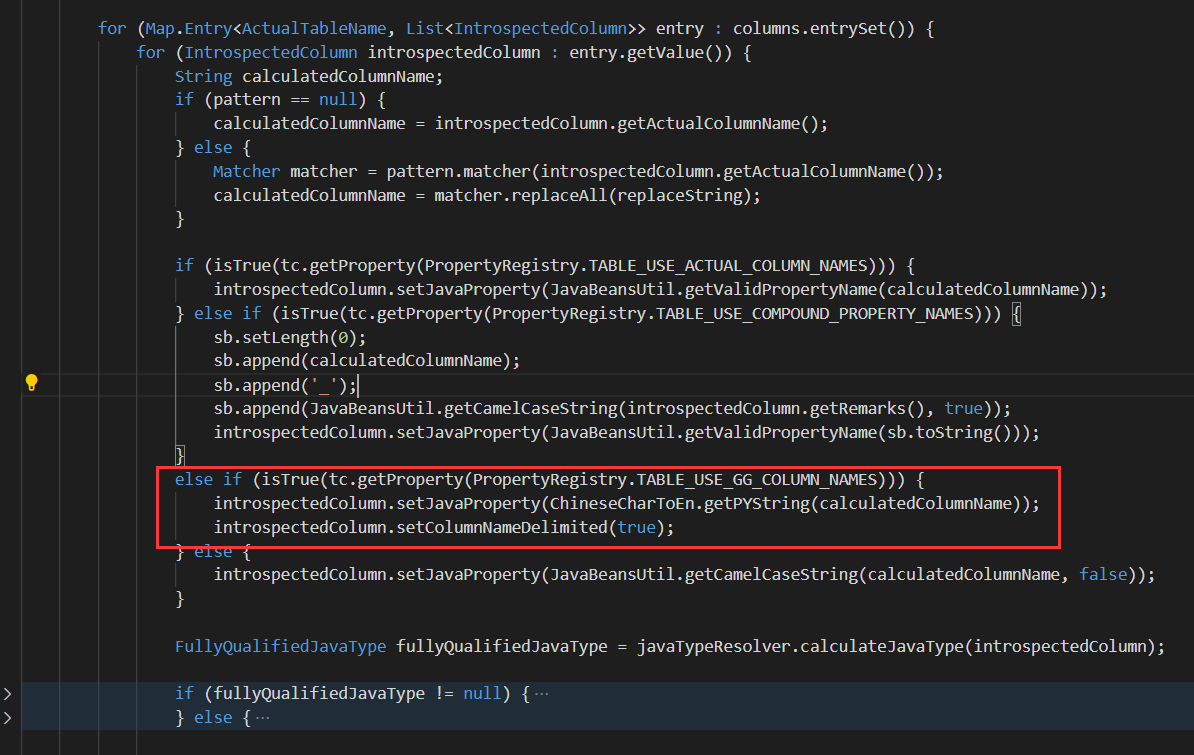 for (Map.Entry<ActualTableName, List<IntrospectedColumn>> entry : columns.entrySet()) {
for (IntrospectedColumn introspectedColumn : entry.getValue()) {
String calculatedColumnName;
if (pattern == null) {
calculatedColumnName = introspectedColumn.getActualColumnName();
} else {
Matcher matcher = pattern.matcher(introspectedColumn.getActualColumnName());
calculatedColumnName = matcher.replaceAll(replaceString);
}
if (isTrue(tc.getProperty(PropertyRegistry.TABLE_USE_ACTUAL_COLUMN_NAMES))) {
introspectedColumn.setJavaProperty(JavaBeansUtil.getValidPropertyName(calculatedColumnName));
} else if (isTrue(tc.getProperty(PropertyRegistry.TABLE_USE_COMPOUND_PROPERTY_NAMES))) {
sb.setLength(0);
sb.append(calculatedColumnName);
sb.append('_');
sb.append(JavaBeansUtil.getCamelCaseString(introspectedColumn.getRemarks(), true));
introspectedColumn.setJavaProperty(JavaBeansUtil.getValidPropertyName(sb.toString()));
}
else if (isTrue(tc.getProperty(PropertyRegistry.TABLE_USE_GG_COLUMN_NAMES))) {
introspectedColumn.setJavaProperty(ChineseCharToEn.getPYString(calculatedColumnName));
introspectedColumn.setColumnNameDelimited(true);
} else {
introspectedColumn.setJavaProperty(JavaBeansUtil.getCamelCaseString(calculatedColumnName, false));
}
FullyQualifiedJavaType fullyQualifiedJavaType = javaTypeResolver.calculateJavaType(introspectedColumn);
if (fullyQualifiedJavaType != null) {⋯
} else {⋯